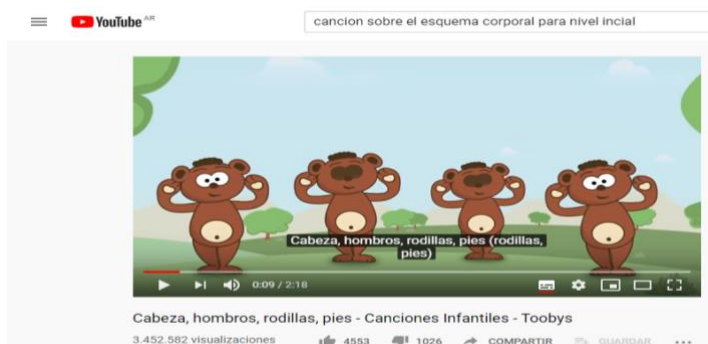 YouTube AR
cancion sobre el esquema corporal para nivel incial
Cabeza, hombros, rodillas, pies (rodillas,
pies)
0:09 / 2:18
Cabeza, hombros, rodillas, pies - Canciones Infantiles - Toobys
3.452.582 visualizaciones 4553 1026 COMPARTIR GUARDAR